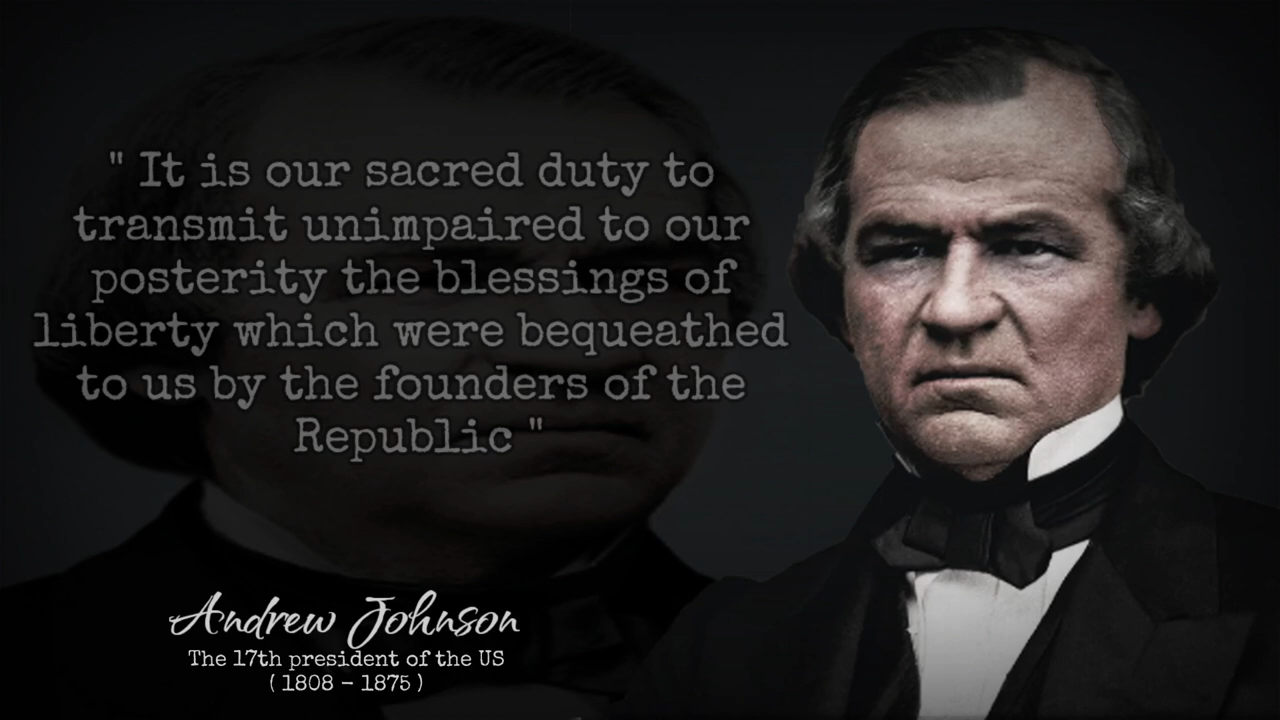 " It is our sacred duty to
transmit unimpaired to our
posterity the blessings of
liberty which were bequeathed
to us by the founders of the
Republic "
Andrew Johnson
The 17th president of the US
( 1808 - 1875 )